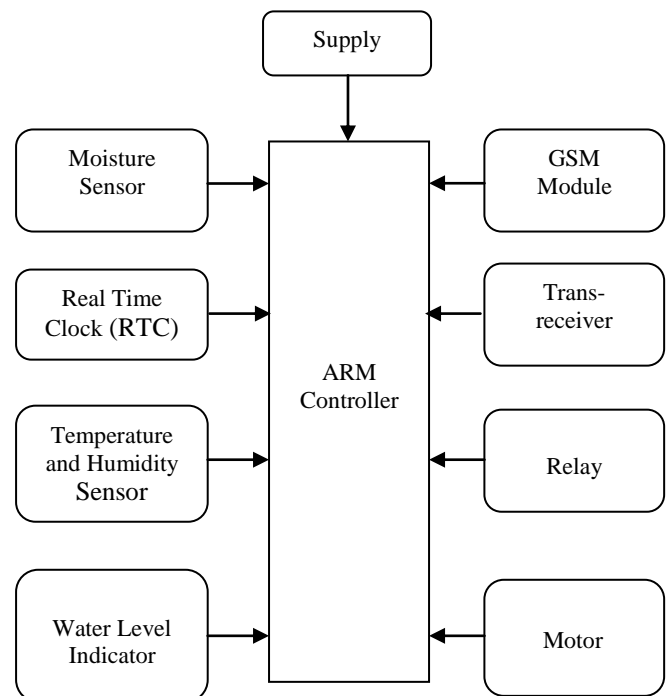 Supply
Moisture
Sensor
GSM
Module
Real Time
Clock (RTC)
Trans-
receiver
ARM
Controller
Temperature
and Humidity
Sensor
Relay
Water Level
Indicator
Motor